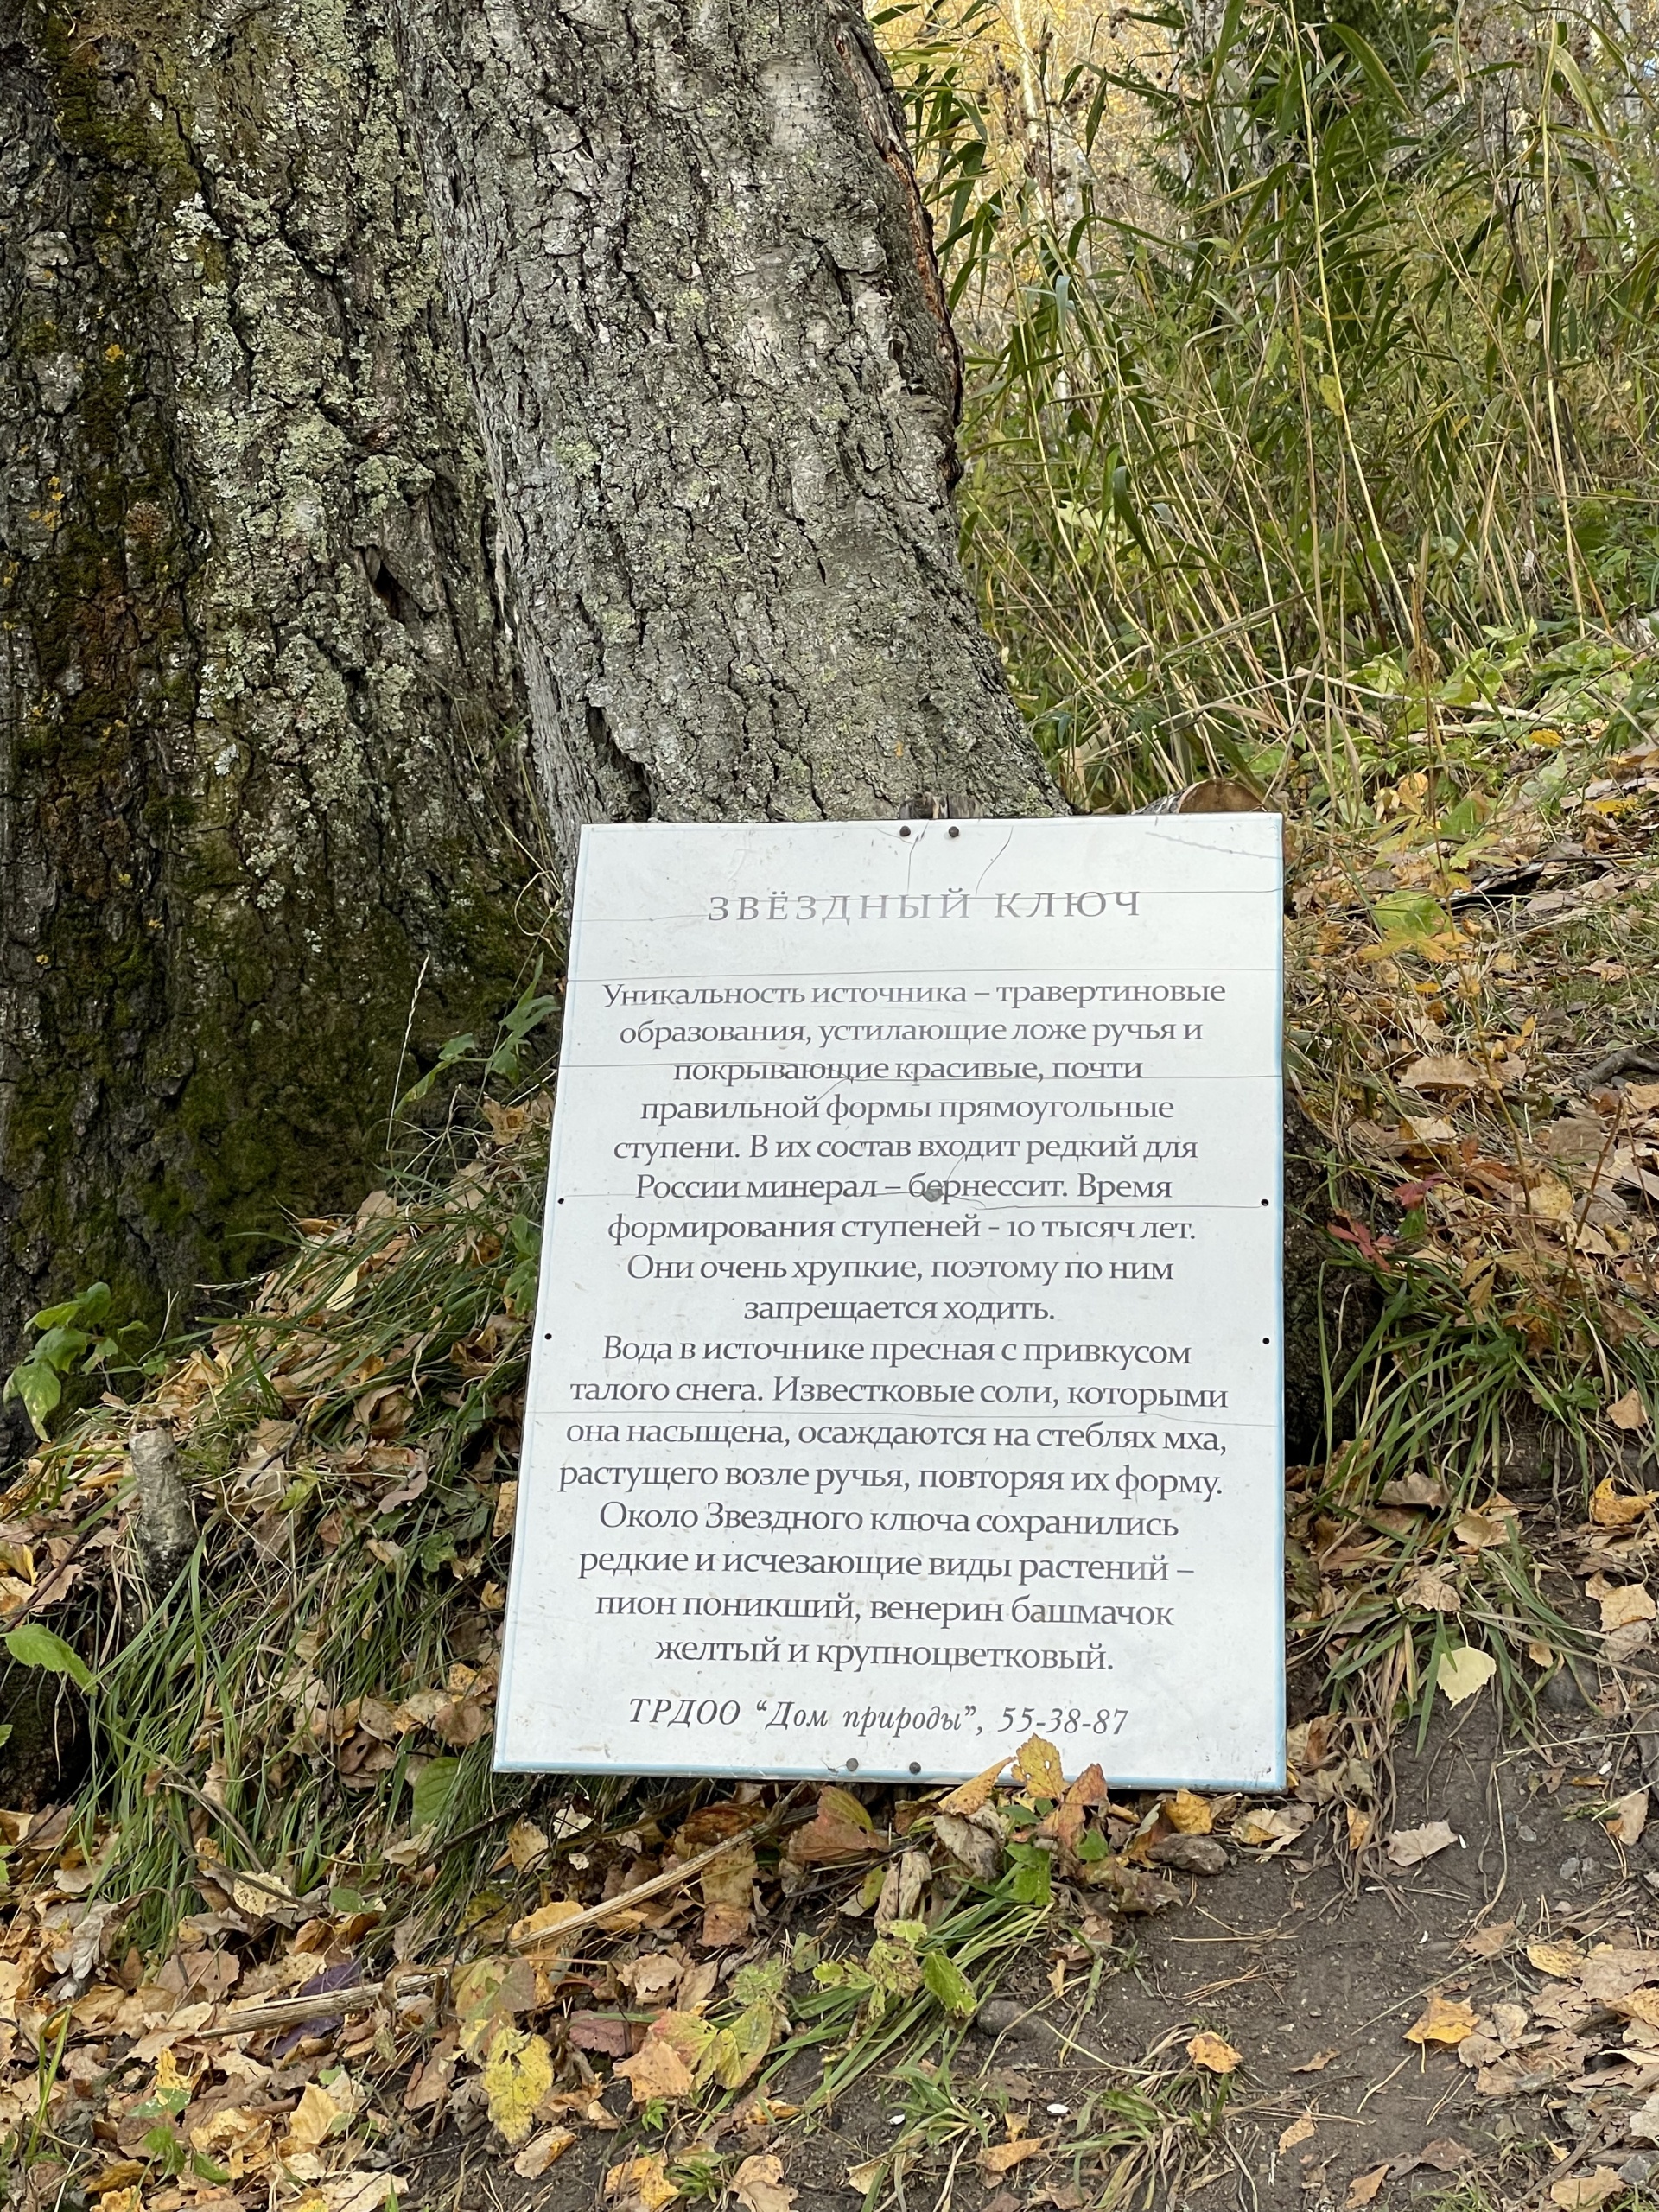 ЗВЁЗДНЫЙ КЛЮЧ
Уникальность источника – травертиновые
образования, устилающие ложе ручья и
покрывающие красивые, почти
правильной формы прямоугольные
ступени. В их состав входит редкий для
России минерал – бернессит. Время
формирования ступеней - 10 тысяч лет.
Они очень хрупкие, поэтому по ним
запрещается ходить.
Вода в источнике пресная с привкусом
талого снега. Известковые соли, которыми
она насыщена, осаждаются на стеблях мха,
растущего возле ручья, повторяя их форму.
Около Звездного ключа сохранились
редкие и исчезающие виды растений –
пион поникший, венерин башмачок
желтый и крупноцветковый.
ТРДОО “Дом природы”, 55-38-87